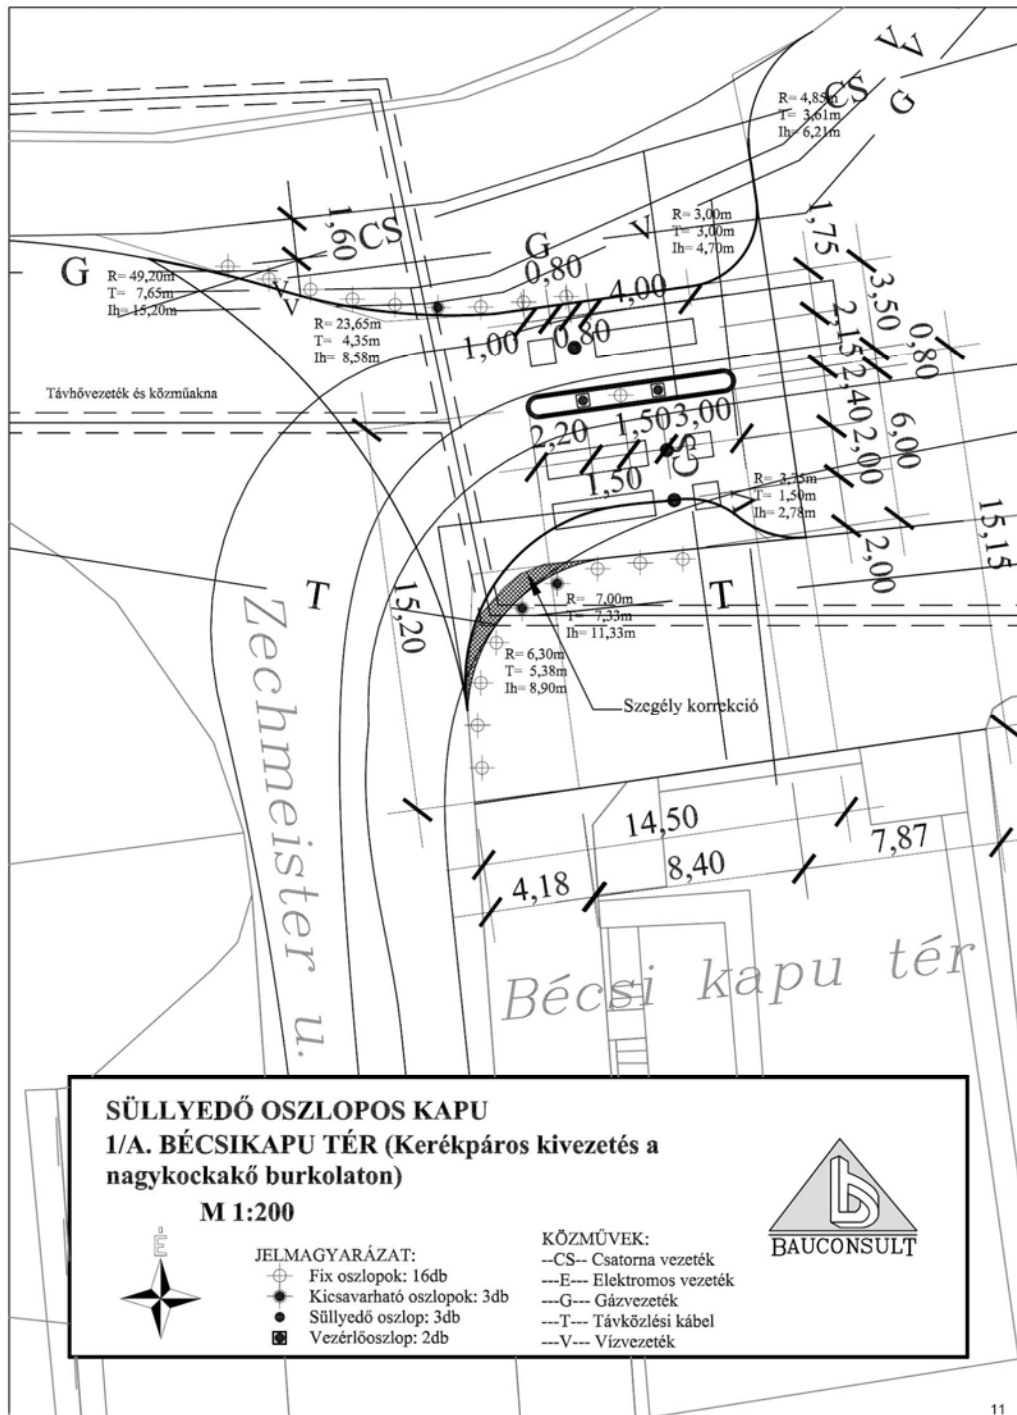 V
V
CS
G
R= 4,85m
T= 3,61m
Ih= 6,21m
1,60
CS
G
R= 3,00m
T= 3,00m
Ih= 4,70m
V
1,75
3,50
0,80
G
R= 49,20m
T= 7,65m
Ih= 15,20m
V
V
0,80
4,00
R= 23,65m
T= 4,35m
Ih= 8,58m
1,00
0,80
2,15
2,40
6,00
2,00
Távhővezeték és közműakna
2,20
1,50
3,00
CS
1,50
V
R= 3,75m
T= 1,50m
Ih= 2,78m
2,00
15,15
T
15,20
R= 7,00m
T= 7,33m
Ih= 11,33m
T
R= 6,30m
T= 5,38m
Ih= 8,90m
Szegély korrekció
Zechmeister u.
14,50
7,87
4,18
8,40
Bécsi kapu tér
SÜLLYEDŐ OSZLOPOS KAPU
1/A. BÉCSIKAPU TÉR (Kerékpáros kivezetés a
nagykockakő burkolaton)
M 1:200
É
JELMAGYARÁZAT:
Fix oszlopok: 16db
Kicsavarható oszlopok: 3db
Süllyedő oszlop: 3db
Vezérlőoszlop: 2db
KÖZMŰVEK:
--CS-- Csatorna vezeték
---E--- Elektromos vezeték
---G--- Gázvezeték
---T--- Távközlési kábel
---V--- Vízvezeték
BAUCONSULT
11